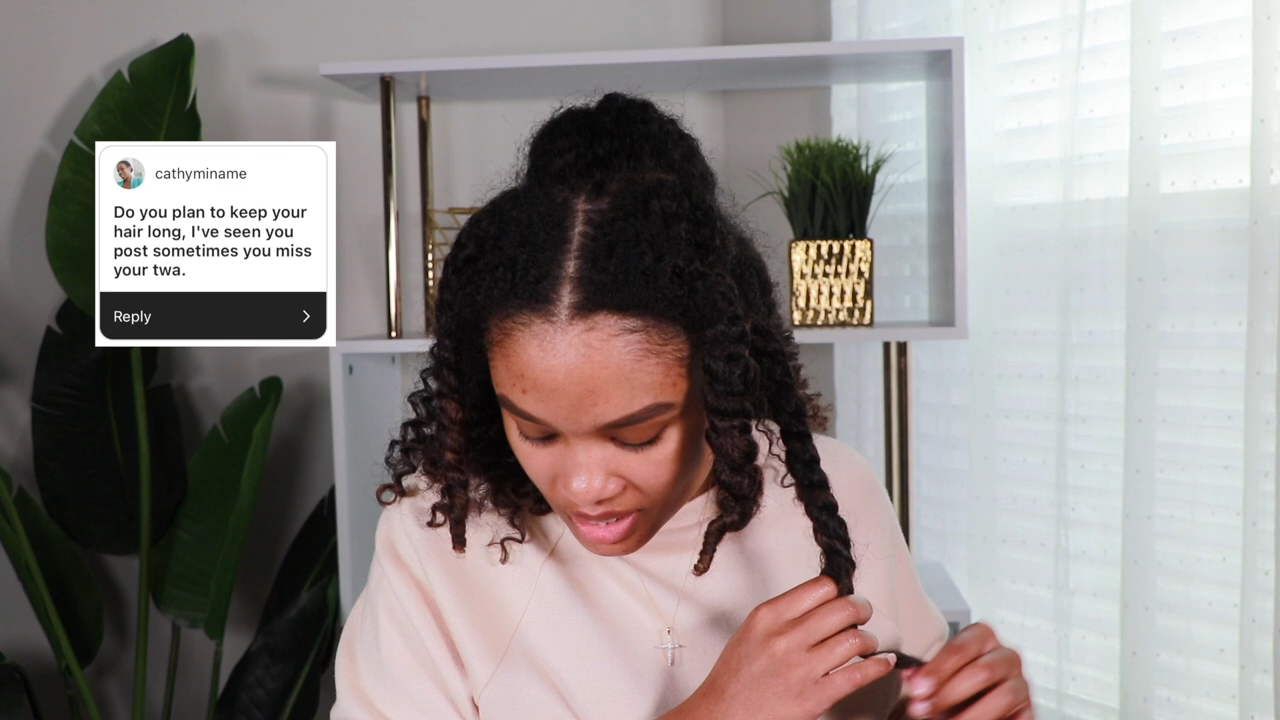 cathyminame
Do you plan to keep your
hair long, I've seen you
post sometimes you miss
your twa.
Reply